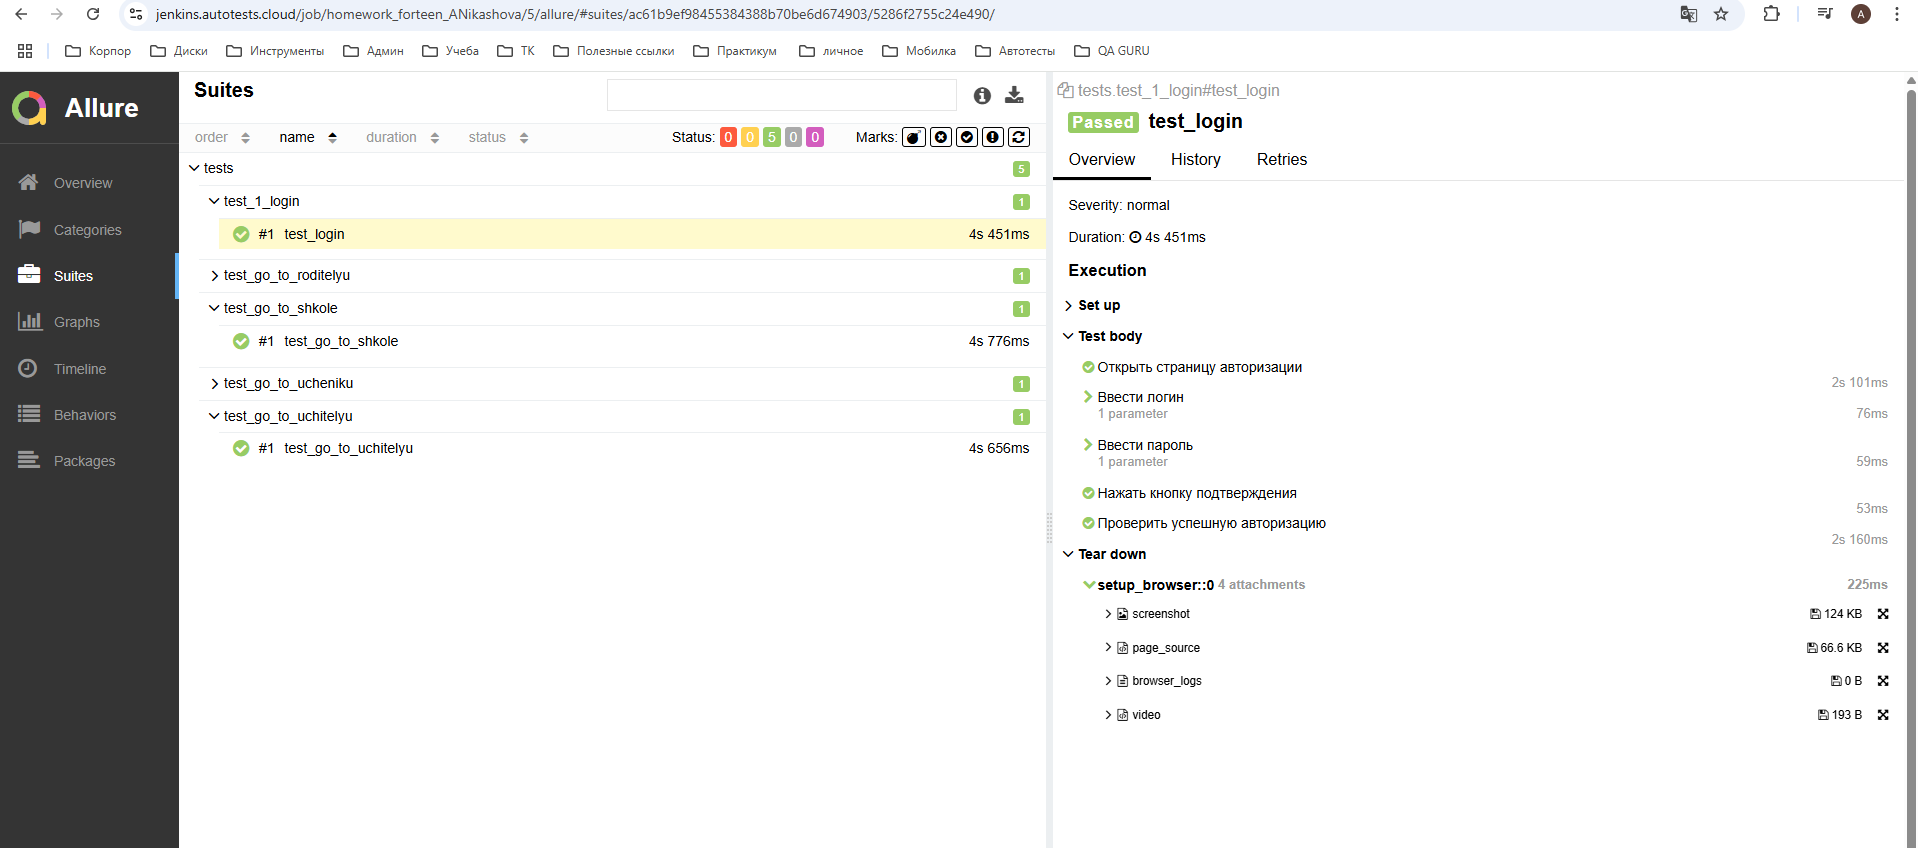 jenkins.autotests.cloud/job/homework_forteen_ANikashova/5/allure/#suites/ac61b9ef98455384388b70be6d674903/5286f2755c24e490/
A
Корпор Диски Инструменты Админ Учеба ТК Полезные ссылки Практикум личное Мобилка Автотесты QA GURU
Allure
Overview
Categories
Suites
Graphs
Timeline
Behaviors
Packages
Suites
order name duration status Status: 0 0 5 0 0 Marks:
tests 5
test_1_login 1
#1 test_login 4s 451ms
test_go_to_roditelyu 1
test_go_to_shkole 1
#1 test_go_to_shkole 4s 776ms
test_go_to_ucheniku 1
test_go_to_uchitelyu 1
#1 test_go_to_uchitelyu 4s 656ms
tests.test_1_login#test_login
Passed test_login
Overview History Retries
Severity: normal
Duration: 4s 451ms
Execution
Set up
Test body
Открыть страницу авторизации
2s 101ms
Ввести логин
1 parameter 76ms
Ввести пароль
1 parameter 59ms
Нажать кнопку подтверждения
53ms
Проверить успешную авторизацию
2s 160ms
Tear down
setup_browser::0 4 attachments 225ms
screenshot 124 KB
page_source 66.6 KB
browser_logs 0 B
video 193 B